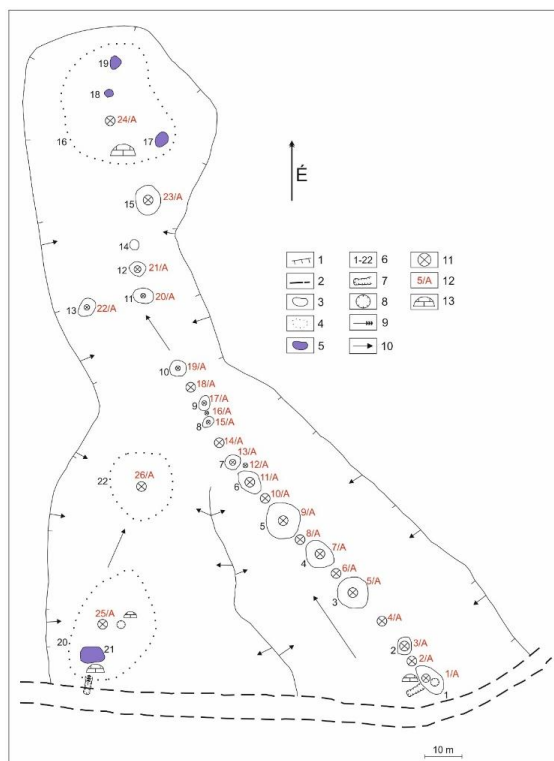 19
18
24/A
16
17
15
23/A
É
14
12
21/A
11
20/A
13
22/A
10
19/A
18/A
17/A
9
16/A
8
15/A
14/A
13/A
7
12/A
11/A
6
10/A
9/A
5
8/A
7/A
4
6/A
5/A
3
4/A
3/A
2
2/A
1/A
1
22
26/A
25/A
20
21
1
1-22
6
11
2
7
5/A
12
3
8
13
4
9
5
10
10 m